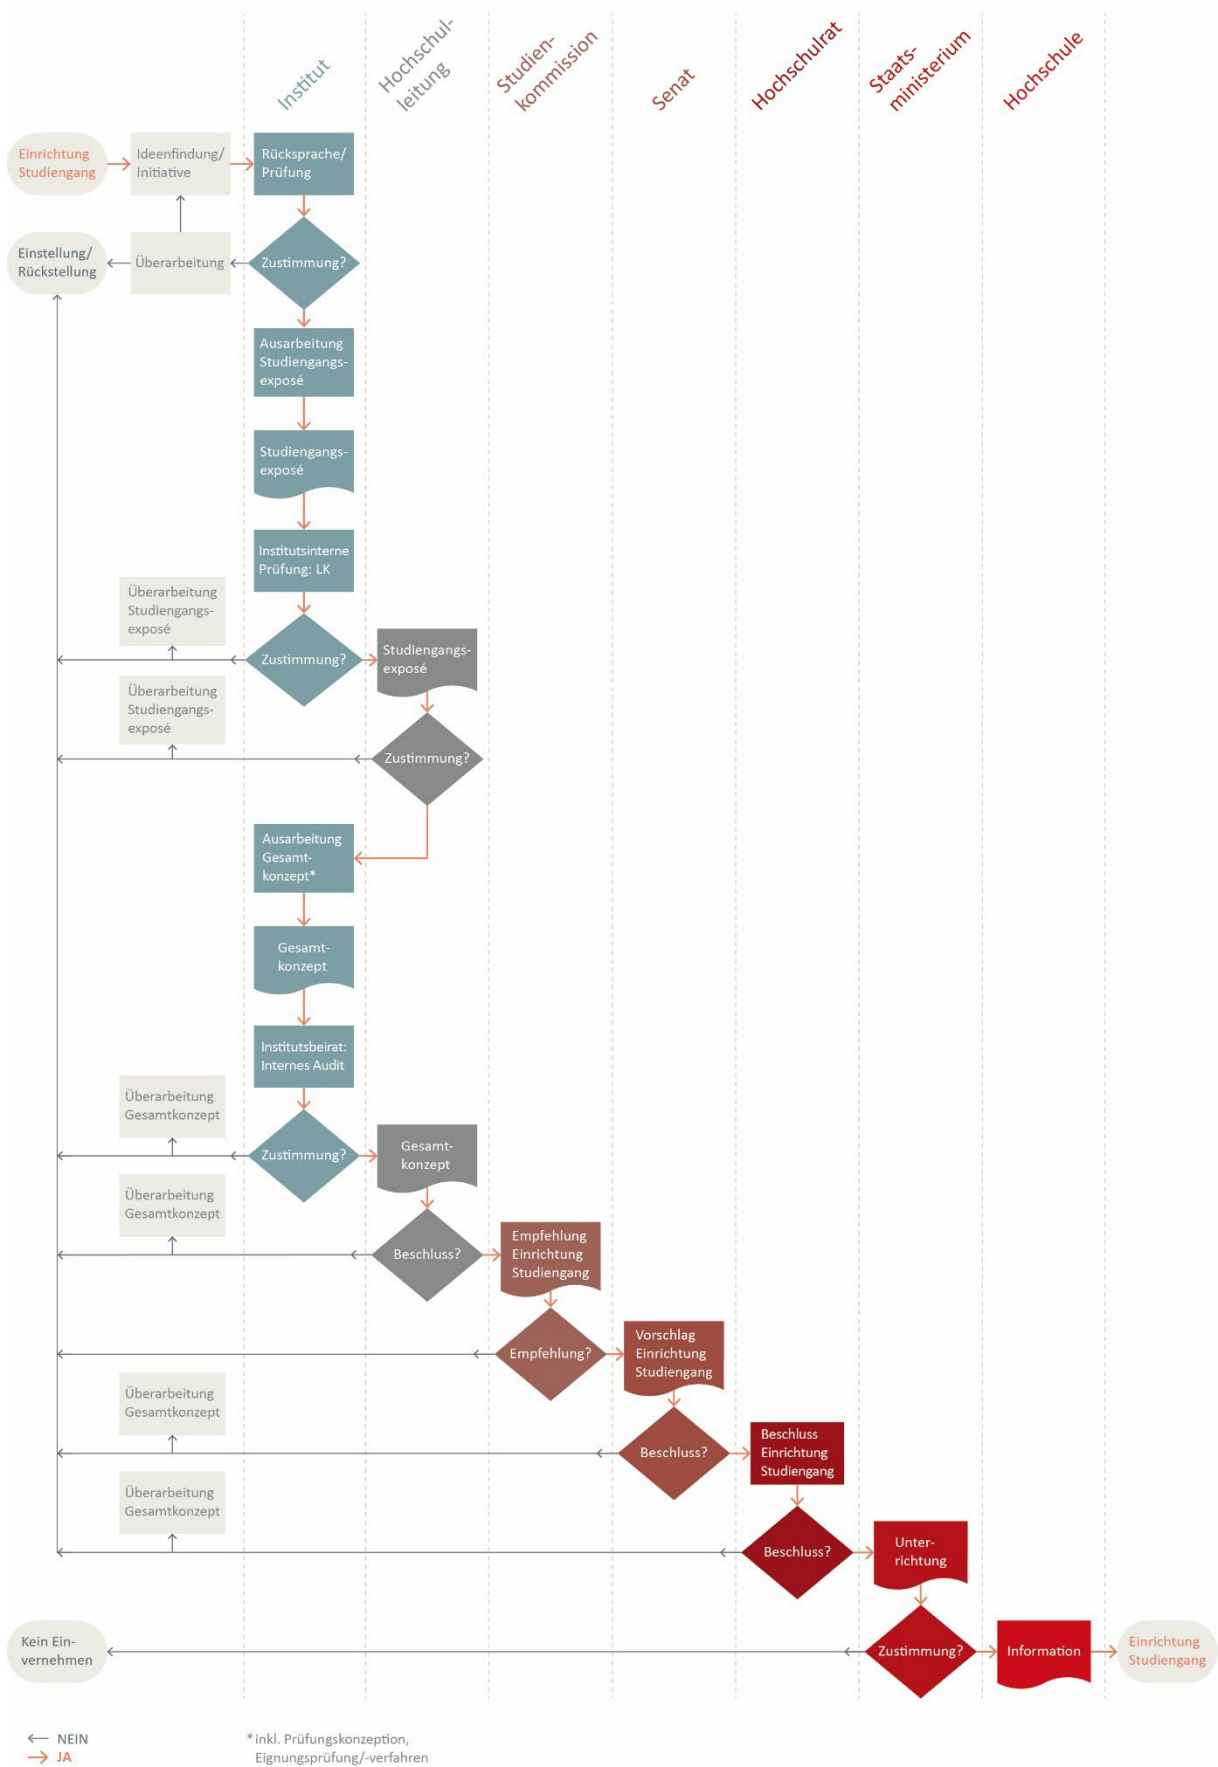 Institut
Hochschul-
leitung
Studien-
kommission
Senat
Hochschulrat
Staats-
ministerium
Hochschule
Einrichtung
Studiengang
Ideenfindung/
Initiative
Rücksprache/
Prüfung
Einstellung/
Rückstellung
Überarbeitung
Zustimmung?
Ausarbeitung
Studiengangs-
exposé
Studiengangs-
exposé
Institutsinterne
Prüfung: LK
Überarbeitung
Studiengangs-
exposé
Zustimmung?
Studiengangs-
exposé
Überarbeitung
Studiengangs-
exposé
Zustimmung?
Ausarbeitung
Gesamt-
konzept*
Gesamt-
konzept
Institutsbeirat:
Internes Audit
Überarbeitung
Gesamtkonzept
Zustimmung?
Gesamt-
konzept
Überarbeitung
Gesamtkonzept
Beschluss?
Empfehlung
Einrichtung
Studiengang
Empfehlung?
Vorschlag
Einrichtung
Studiengang
Überarbeitung
Gesamtkonzept
Beschluss?
Beschluss
Einrichtung
Studiengang
Überarbeitung
Gesamtkonzept
Beschluss?
Unter-
richtung
Kein Ein-
vernehmen
Zustimmung?
Information
Einrichtung
Studiengang
NEIN
JA
* inkl. Prüfungskonzeption,
Eignungsprüfung/-verfahren